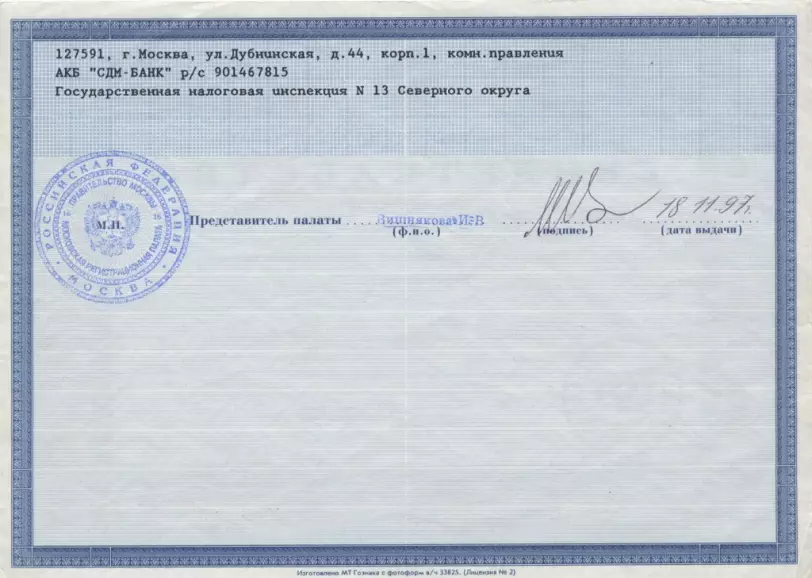 127591, г.Москва, ул.Дубнинская, д.44, корп.1, комн.правления
АКБ "СДМ-БАНК" р/с 901467815
Государственная налоговая инспекция N 13 Северного округа
РОССИЙСКАЯ ФЕДЕРАЦИЯ
ПРАВИТЕЛЬСТВО МОСКВЫ
МОСКОВСКАЯ РЕГИСТРАЦИОННАЯ ПАЛАТА
МОСКВА
М.П.
Представитель палаты Вишнякова И.В 18.11.97.
(ф.и.о.) (подпись) (дата выдачи)
Изготовлено МТ Гознака с фотоформ в/ч 33825. (Лицензия № 2)